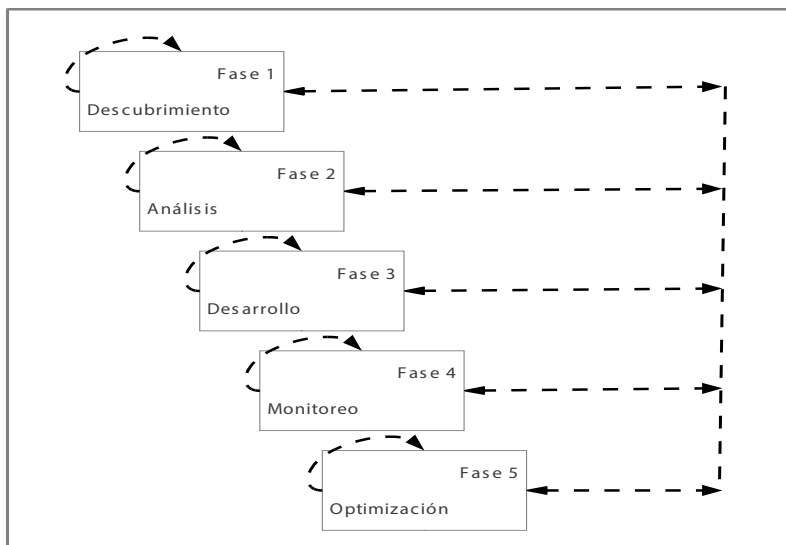 Fase 1
Descubrimiento
Fase 2
Análisis
Fase 3
Desarrollo
Fase 4
Monitoreo
Fase 5
Optimización